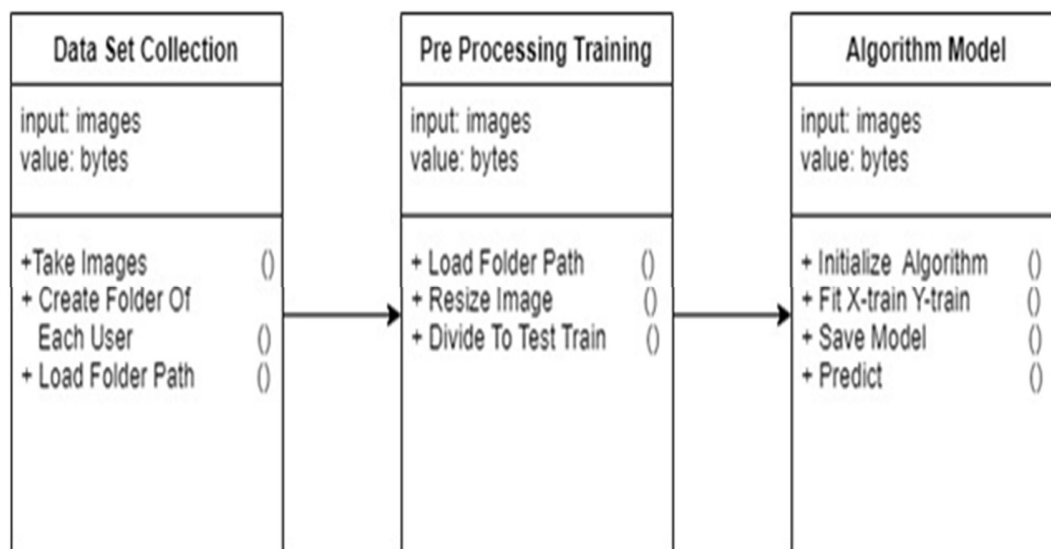 Data Set Collection
input: images
value: bytes
+Take Images ()
+ Create Folder Of
Each User ()
+ Load Folder Path ()
Pre Processing Training
input: images
value: bytes
+ Load Folder Path ()
+ Resize Image ()
+ Divide To Test Train ()
Algorithm Model
input: images
value: bytes
+ Initialize Algorithm ()
+ Fit X-train Y-train ()
+ Save Model ()
+ Predict ()